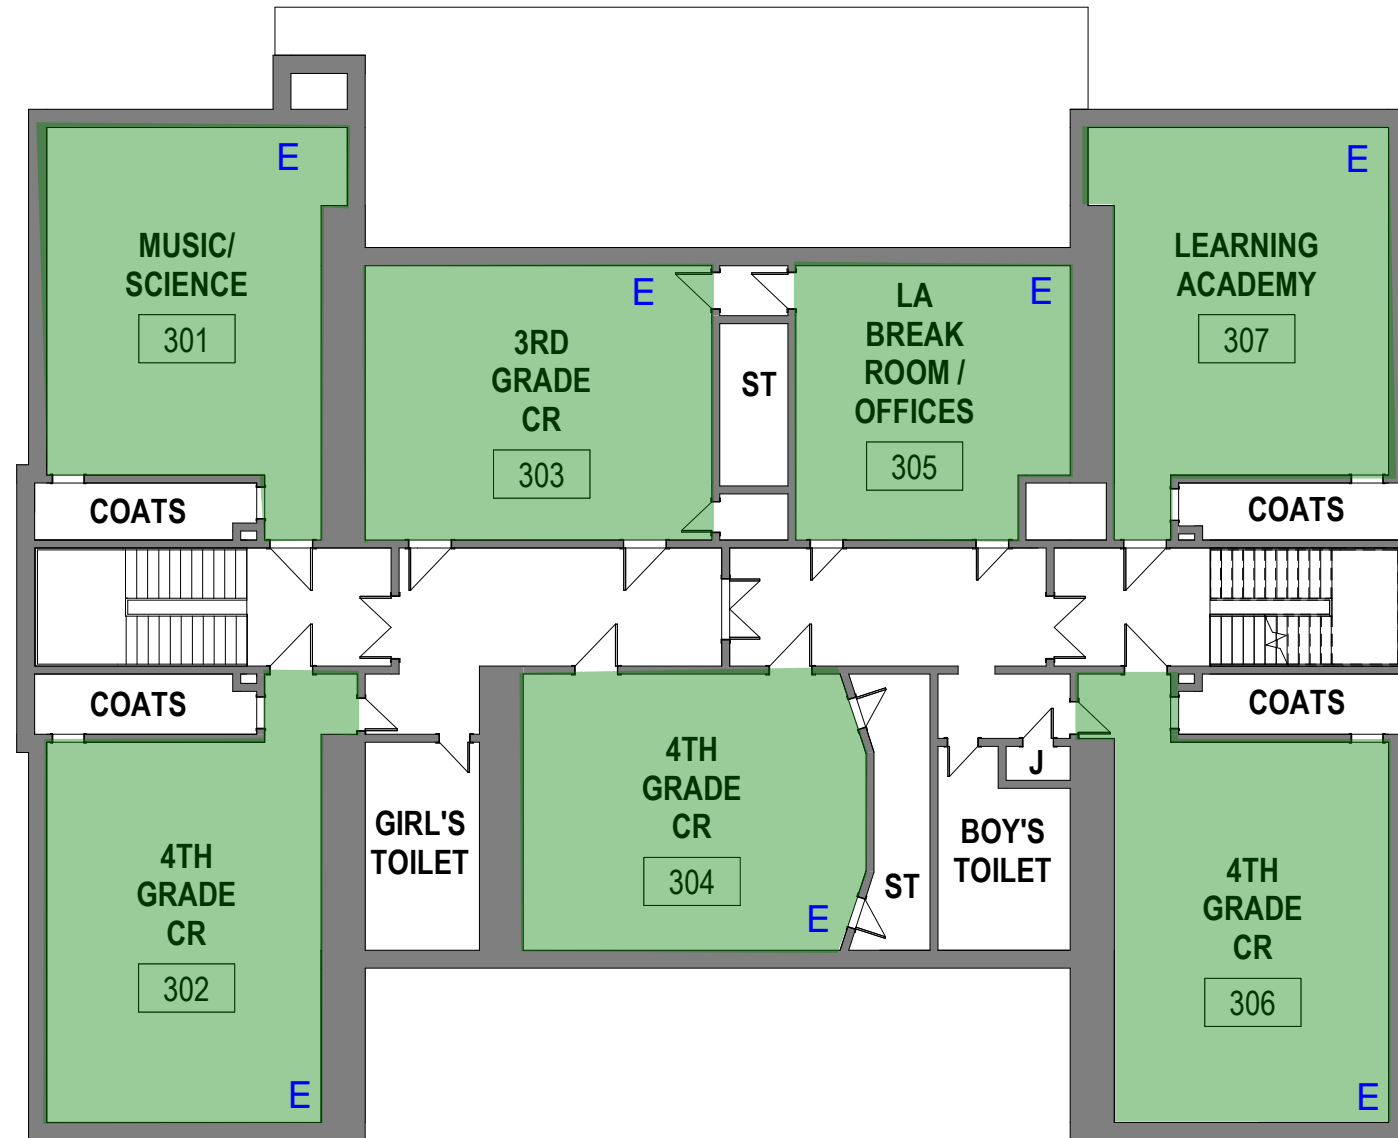 E
MUSIC/
SCIENCE
301
COATS
E
3RD
GRADE
CR
303
ST
E
LA
BREAK
ROOM /
OFFICES
305
E
LEARNING
ACADEMY
307
COATS
COATS
4TH
GRADE
CR
302
E
GIRL'S
TOILET
4TH
GRADE
CR
304
E
ST
J
BOY'S
TOILET
COATS
4TH
GRADE
CR
306
E